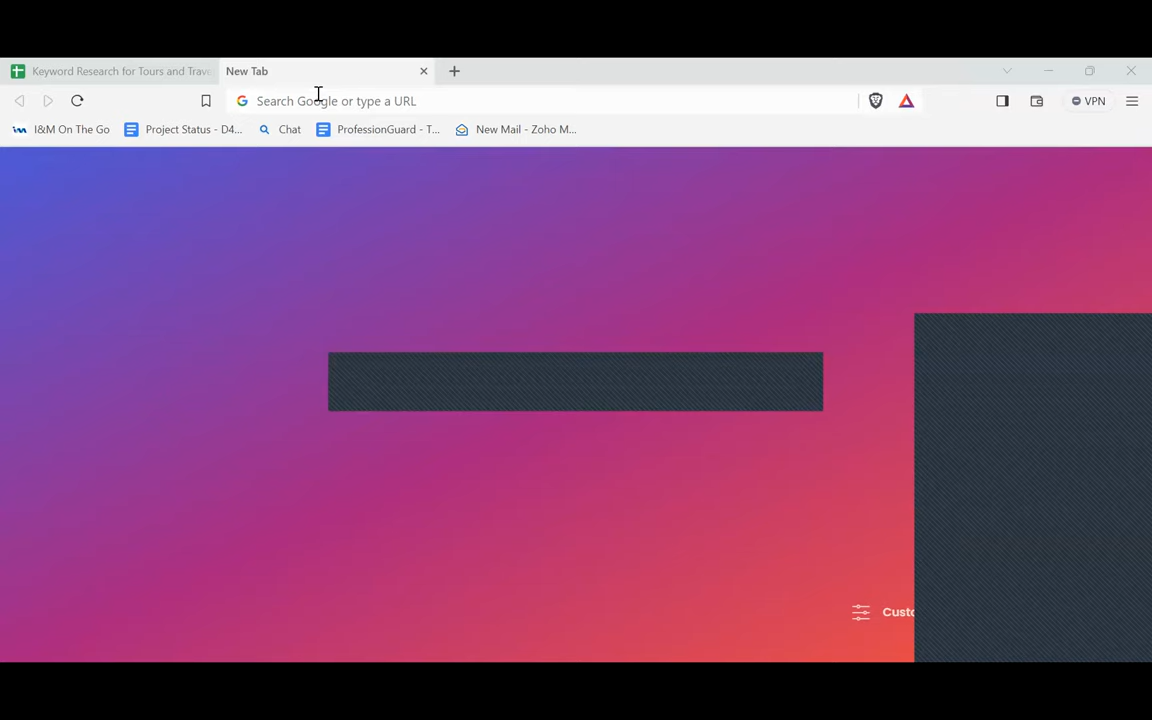 Keyword Research for Tours and Trave
New Tab
Search Google or type a URL
VPN
I&M On The Go
Project Status - D4...
Chat
ProfessionGuard - T...
New Mail - Zoho M...
Custo